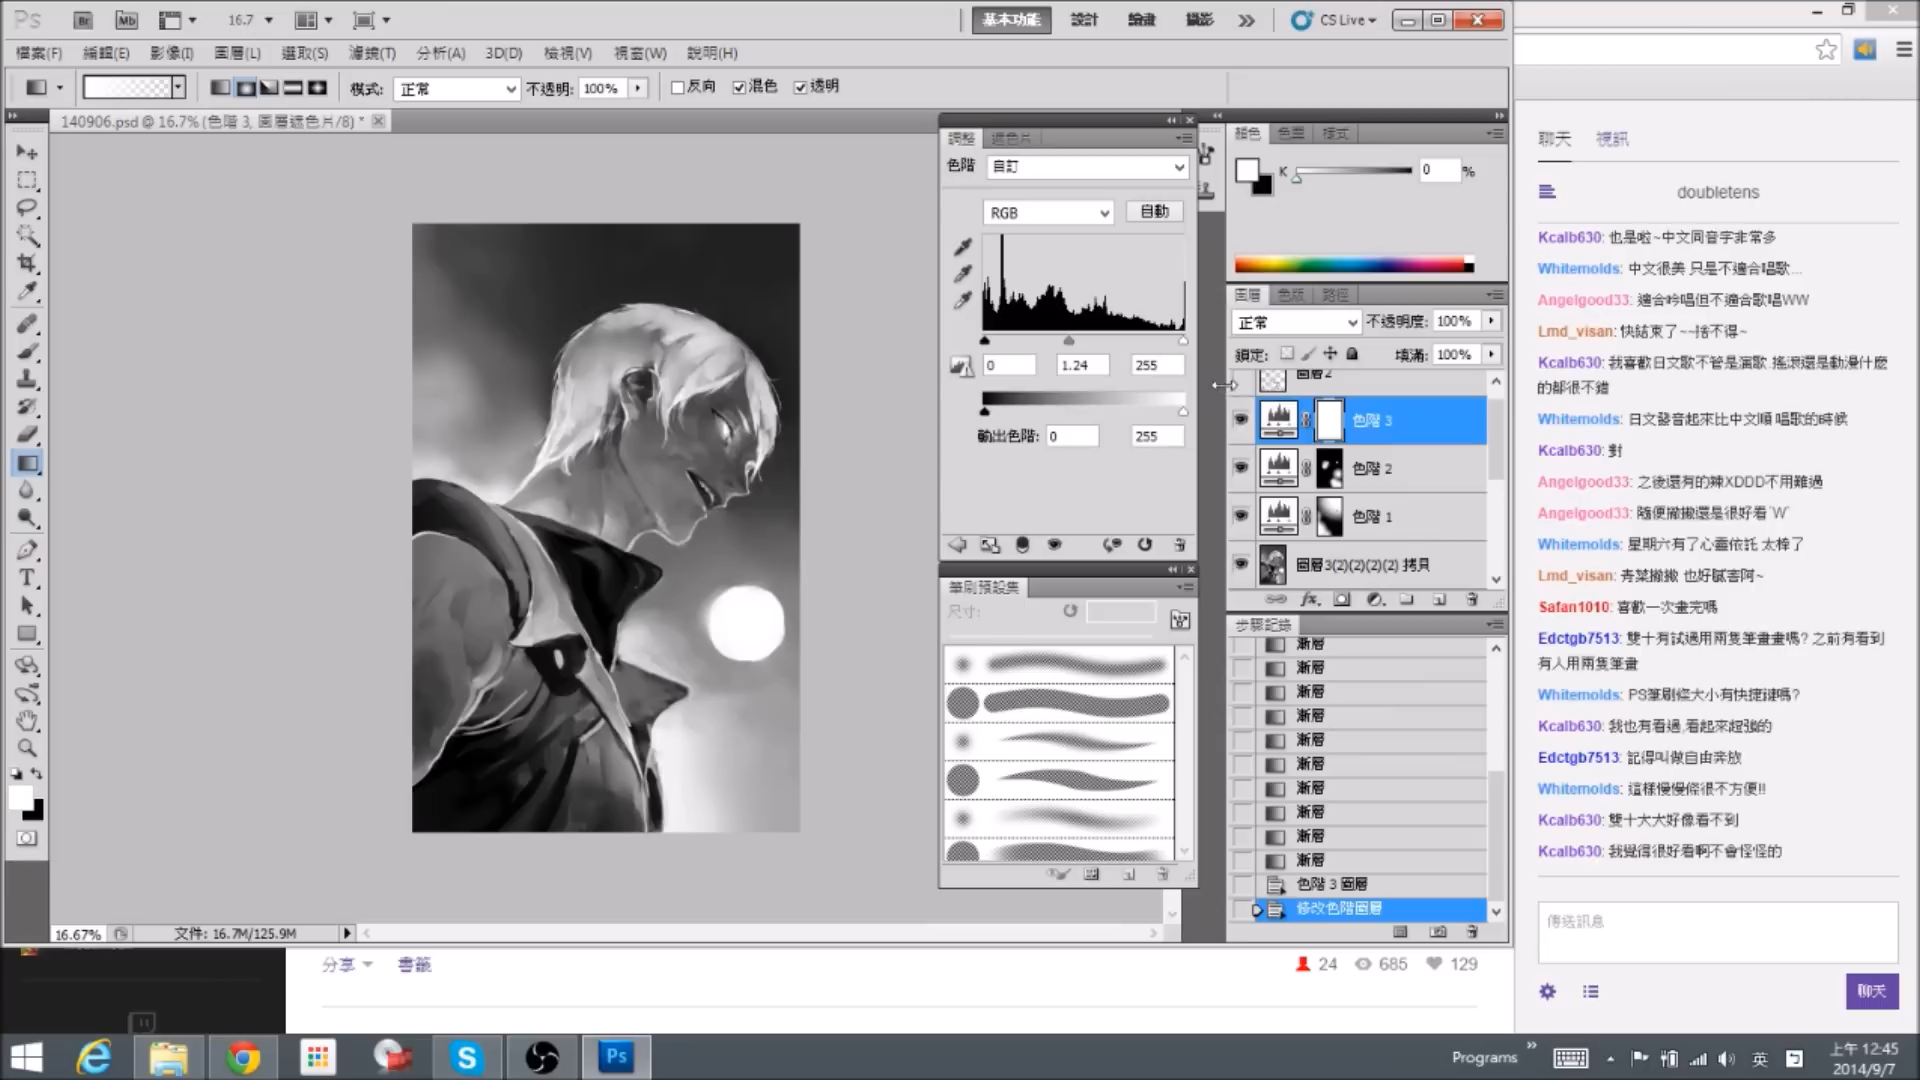 Ps Br Mb 16.7 基本功能 設計 繪畫 攝影 CS Live
檔案(F) 編輯(E) 影像(I) 圖層(L) 選取(S) 濾鏡(T) 分析(A) 3D(D) 檢視(V) 視窗(W) 說明(H)
模式: 正常 不透明: 100% 反向 混色 透明
140906.psd @ 16.7% (色階 3, 圖層遮色片/8) *
調整 遮色片
色階 自訂
RGB 自動
0 1.24 255
輸出色階: 0 255
筆刷預設集
尺寸:
顏色 色票 樣式
K 0 %
圖層 色版 路徑
正常 不透明度: 100%
鎖定: 填滿: 100%
圖層 2
色階 3
色階 2
色階 1
圖層 3(2)(2)(2)(2) 拷貝
步驟記錄
漸層
漸層
漸層
漸層
漸層
漸層
漸層
漸層
漸層
漸層
色階 3 圖層
修改色階圖層
16.67% 文件: 16.7M/125.9M
聊天 視訊
doubletens
Kcalb630: 也是啦~中文同音字非常多
Whitemolds: 中文很美 只是不適合唱歌...
Angelgood33: 適合吟唱但不適合歌唱WW
Lmd_visan: 快結束了~~捨不得~
Kcalb630: 我喜歡日文歌不管是演歌.搖滾還是動漫什麼
的都很不錯
Whitemolds: 日文發音起來比中文順 唱歌的時候
Kcalb630: 對
Angelgood33: 之後還有的辣XDDD不用難過
Angelgood33: 隨便撇撇還是很好看ˊWˋ
Whitemolds: 星期六有了心靈依託 太棒了
Lmd_visan: 青菜撇撇 也好膩害阿~
Safan1010: 喜歡一次畫完嗎
Edctgb7513: 雙十有試過用兩隻筆畫畫嗎? 之前有看到
有人用兩隻筆畫
Whitemolds: PS筆刷條大小有快捷鍵嗎?
Kcalb630: 我也有看過,看起來超強的
Edctgb7513: 記得叫做自由奔放
Whitemolds: 這樣慢慢條很不方便!!
Kcalb630: 雙十大大好像看不到
Kcalb630: 我覺得很好看啊不會怪怪的
傳送訊息
聊天
分享 書籤 24 685 129
Programs 英 上午 12:45
2014/9/7